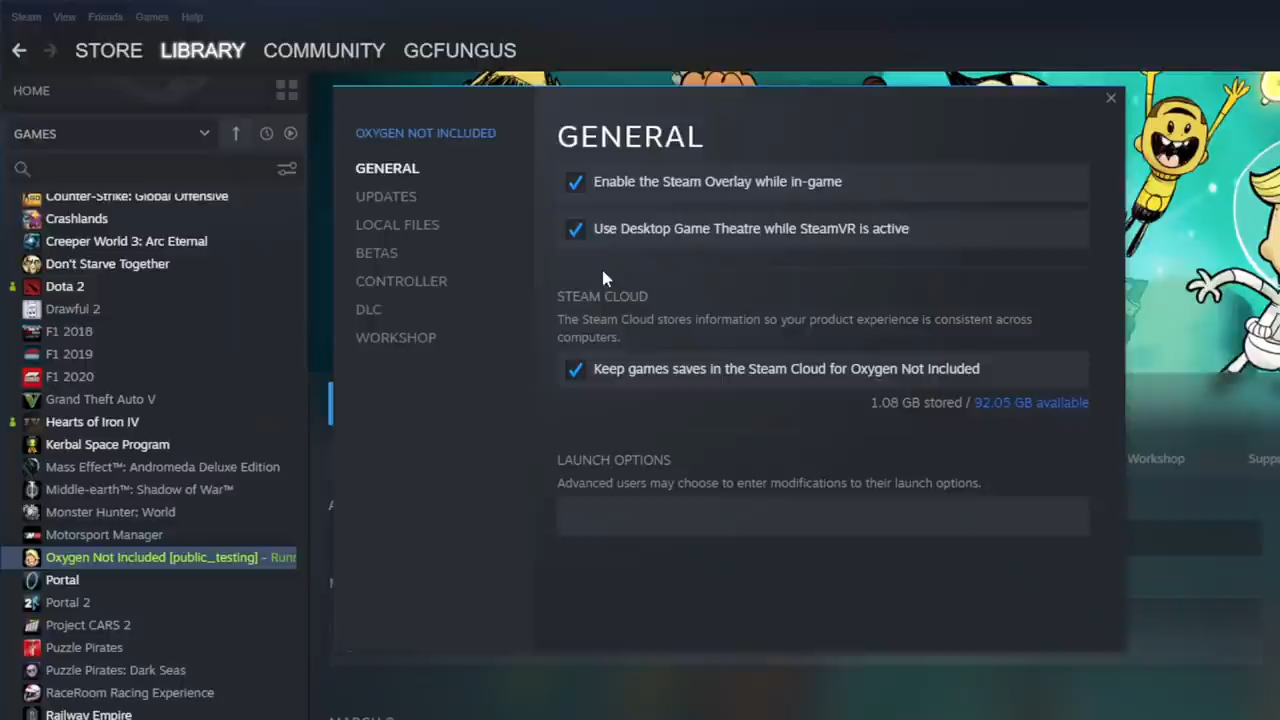 Steam View Friends Games Help
STORE LIBRARY COMMUNITY GCFUNGUS
HOME
GAMES
Counter-Strike: Global Offensive
Crashlands
Creeper World 3: Arc Eternal
Don't Starve Together
Dota 2
Drawful 2
F1 2018
F1 2019
F1 2020
Grand Theft Auto V
Hearts of Iron IV
Kerbal Space Program
Mass Effect™: Andromeda Deluxe Edition
Middle-earth™: Shadow of War™
Monster Hunter: World
Motorsport Manager
Oxygen Not Included [public_testing] - Runn
Portal
Portal 2
Project CARS 2
Puzzle Pirates
Puzzle Pirates: Dark Seas
RaceRoom Racing Experience
Railway Empire
OXYGEN NOT INCLUDED
GENERAL
UPDATES
LOCAL FILES
BETAS
CONTROLLER
DLC
WORKSHOP
GENERAL
Enable the Steam Overlay while in-game
Use Desktop Game Theatre while SteamVR is active
STEAM CLOUD
The Steam Cloud stores information so your product experience is consistent across
computers.
Keep games saves in the Steam Cloud for Oxygen Not Included
1.08 GB stored / 92.05 GB available
LAUNCH OPTIONS
Advanced users may choose to enter modifications to their launch options.
Workshop Suppo